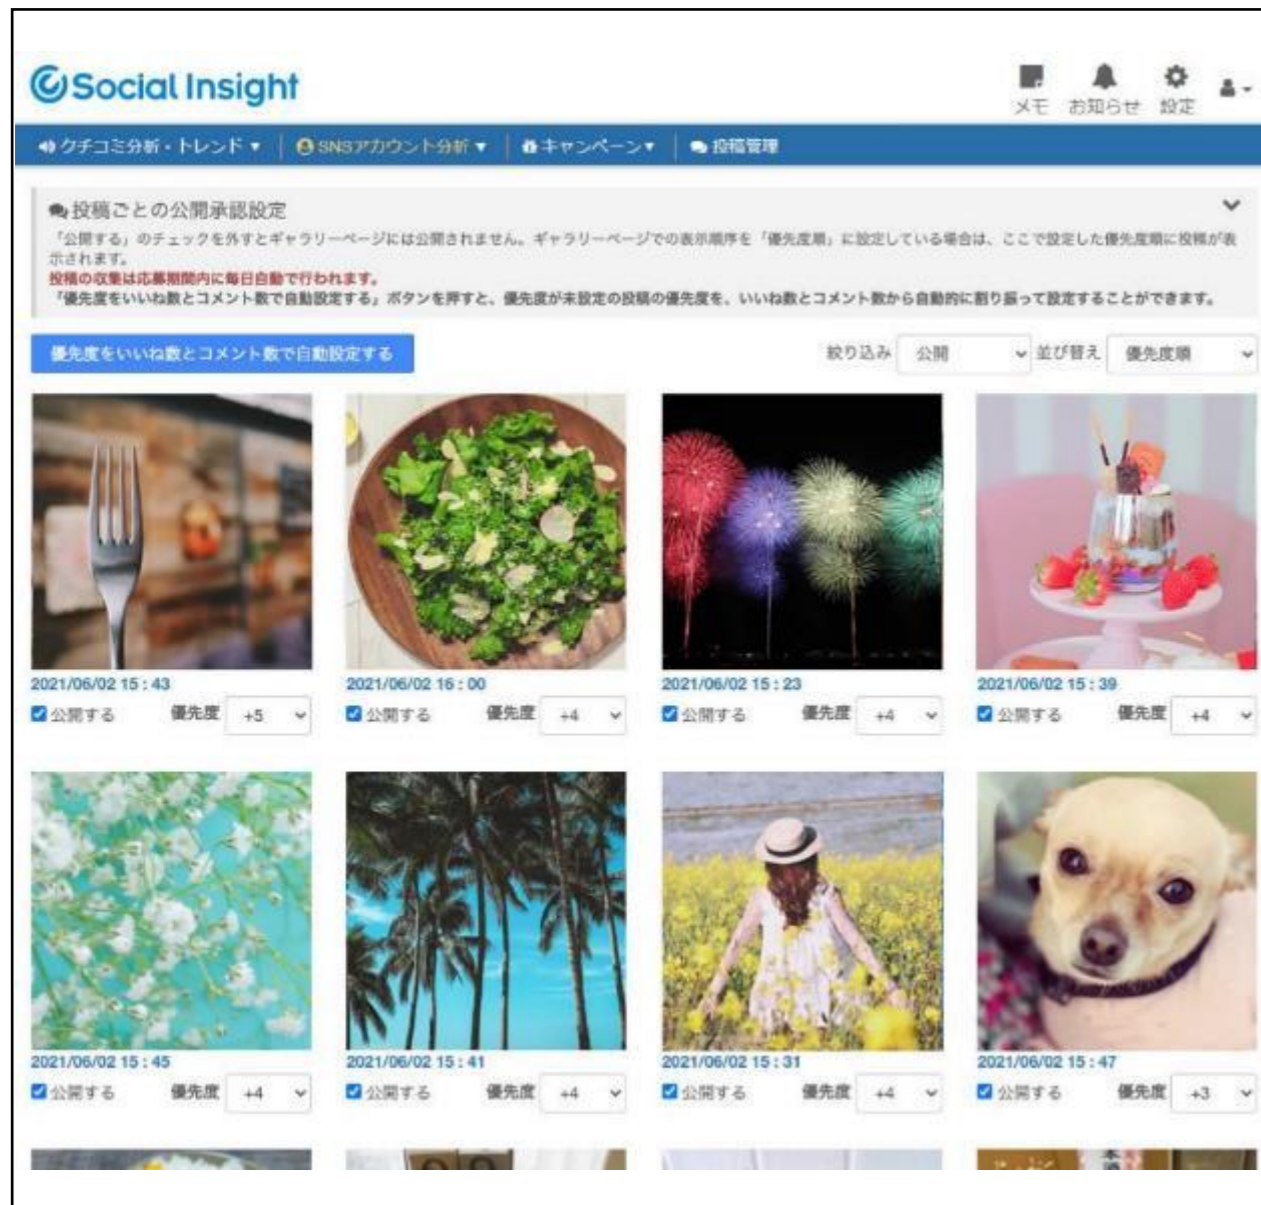 Social Insight
メモ お知らせ 設定
クチコミ分析・トレンド▼ SNSアカウント分析▼ キャンペーン▼ 投稿管理
投稿ごとの公開承認設定
「公開する」のチェックを外すとギャラリーページには公開されません。ギャラリーページでの表示順序を「優先度順」に設定している場合は、ここで設定した優先度順に投稿が表
示されます。
投稿の収集は応募期間内に毎日自動で行われます。
「優先度をいいね数とコメント数で自動設定する」ボタンを押すと、優先度が未設定の投稿の優先度を、いいね数とコメント数から自動的に割り振って設定することができます。
優先度をいいね数とコメント数で自動設定する 絞り込み 公開 並び替え 優先度順
2021/06/02 15:43 2021/06/02 16:00 2021/06/02 15:23 2021/06/02 15:39
公開する 優先度 +5 公開する 優先度 +4 公開する 優先度 +4 公開する 優先度 +4
2021/06/02 15:45 2021/06/02 15:41 2021/06/02 15:31 2021/06/02 15:47
公開する 優先度 +4 公開する 優先度 +4 公開する 優先度 +4 公開する 優先度 +3